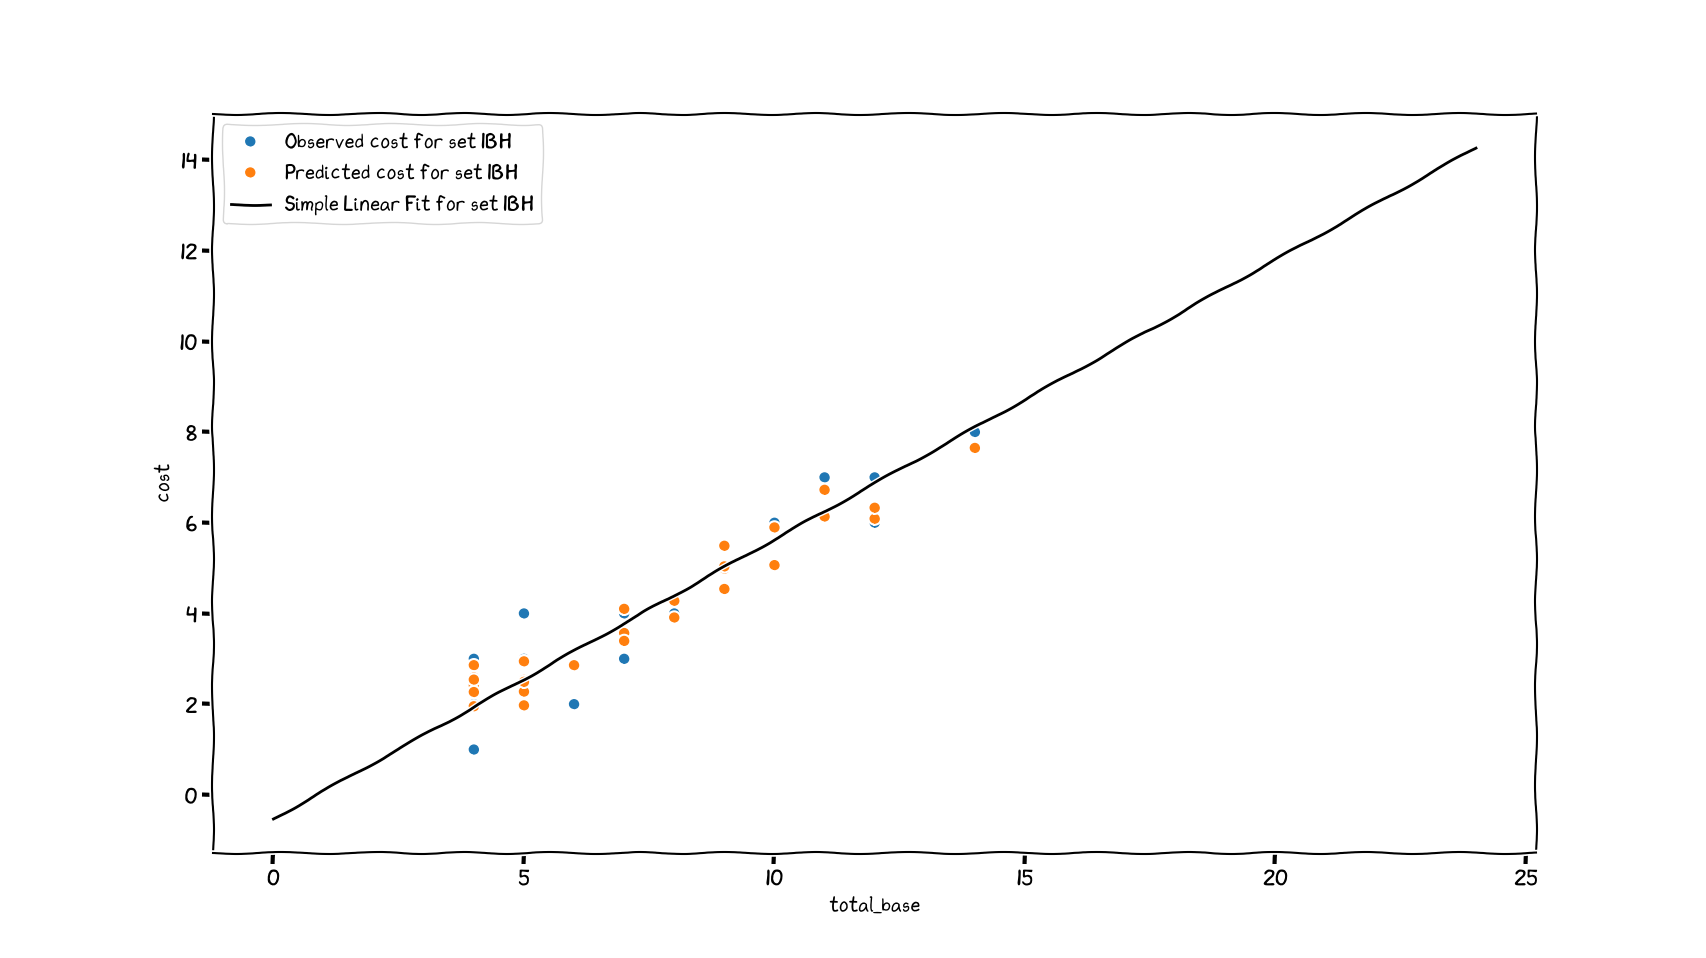 Observed cost for set IBH
Predicted cost for set IBH
Simple Linear Fit for set IBH
14
12
10
8
6
4
2
0
cost
0 5 10 15 20 25
total_base